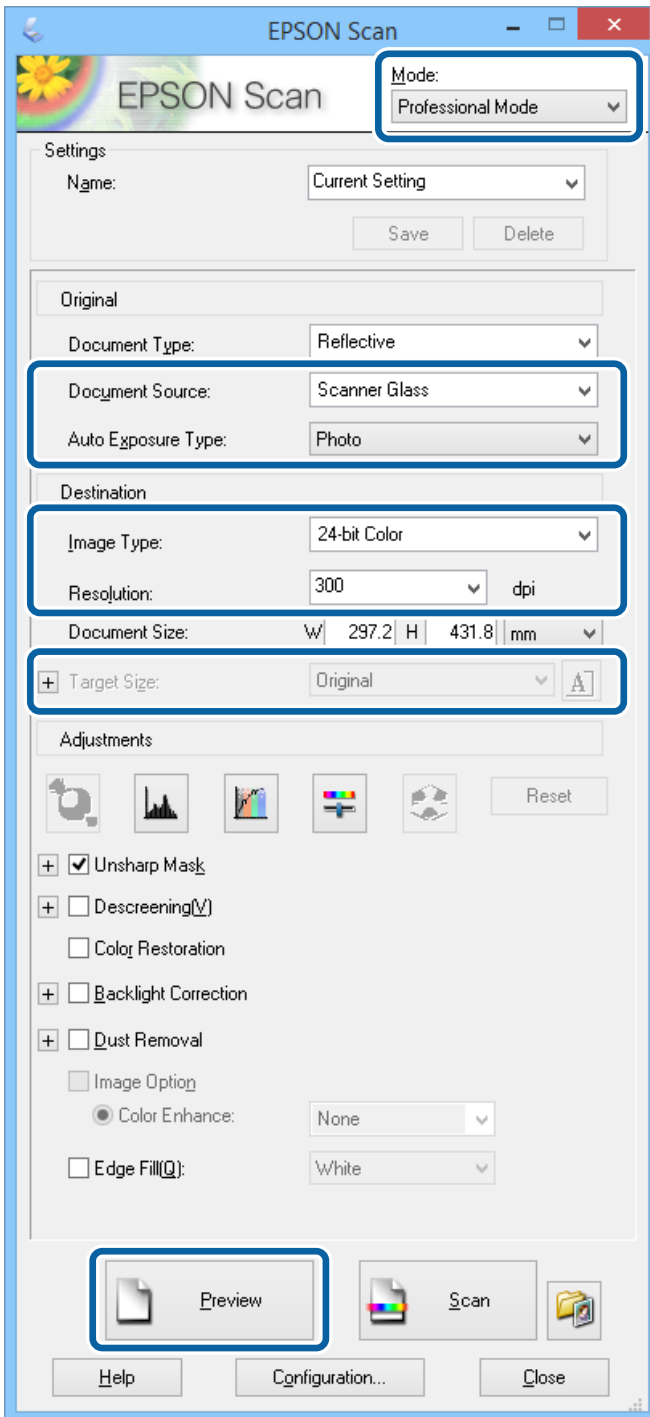 EPSON Scan
EPSON Scan
Mode:
Professional Mode
Settings
Name: Current Setting
Save Delete
Original
Document Type: Reflective
Document Source: Scanner Glass
Auto Exposure Type: Photo
Destination
Image Type: 24-bit Color
Resolution: 300 dpi
Document Size: W 297.2 H 431.8 mm
+ Target Size: Original A
Adjustments
Reset
+ Unsharp Mask
+ Descreening(V)
Color Restoration
+ Backlight Correction
+ Dust Removal
Image Option
Color Enhance: None
Edge Fill(Q): White
Preview Scan
Help Configuration... Close